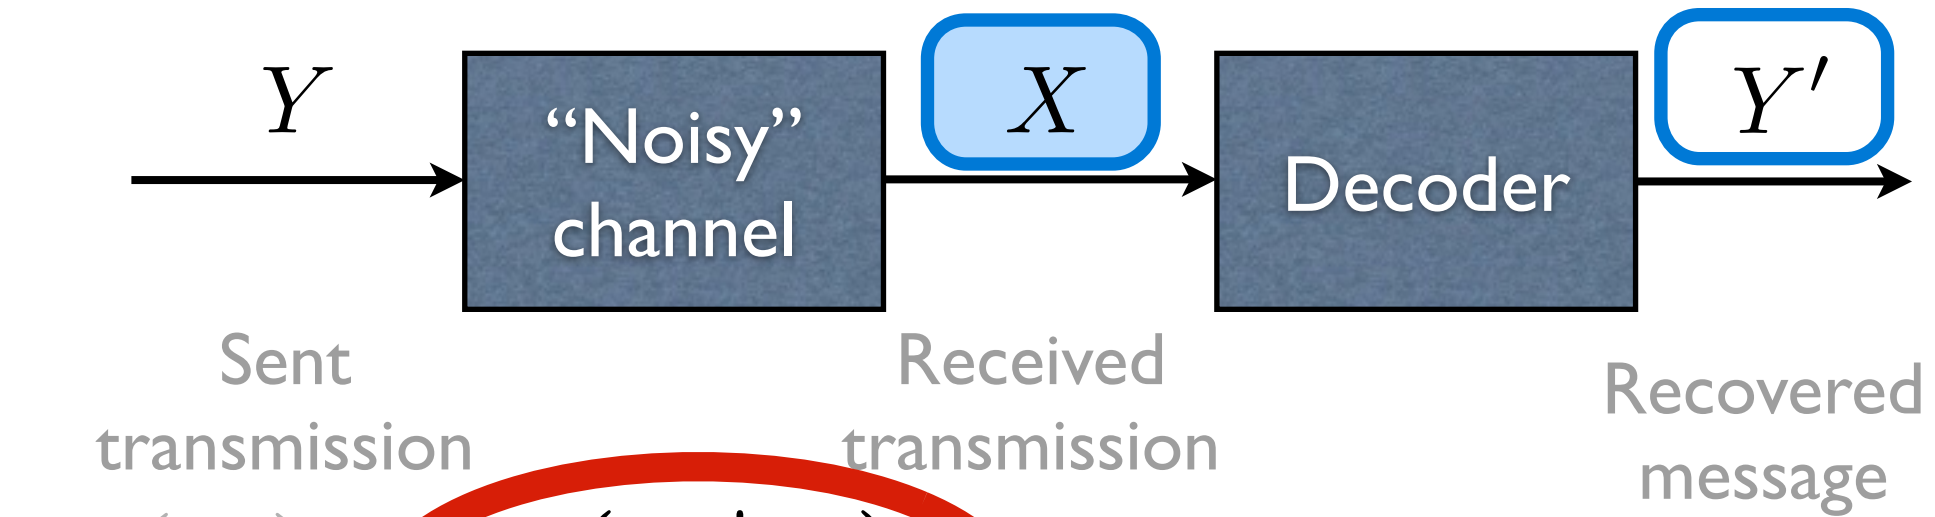 Y
“Noisy”
channel
X
Decoder
Y′
Sent
transmission
Received
transmission
Recovered
message